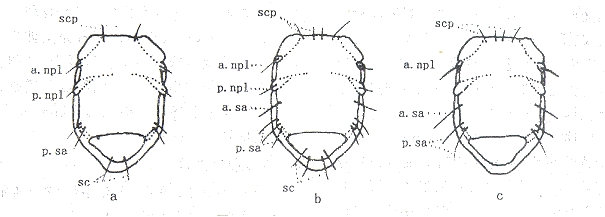 scp
a. npl
p. npl
p. sa
sc
a
scp
a. npl
p. npl
a. sa
p. sa
sc
b
scp
a. npl
a. sa
p. sa
c